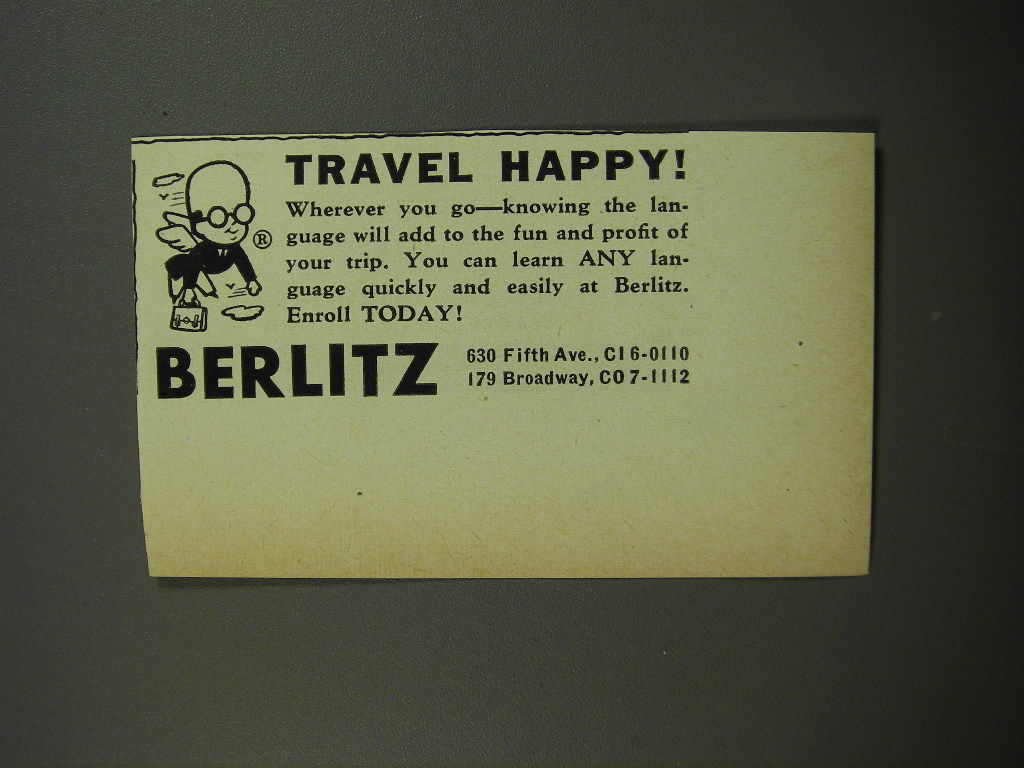 TRAVEL HAPPY!
Wherever you go—knowing the lan-
guage will add to the fun and profit of
your trip. You can learn ANY lan-
guage quickly and easily at Berlitz.
Enroll TODAY!
®
BERLITZ
630 Fifth Ave., CI 6-0110
179 Broadway, CO 7-1112